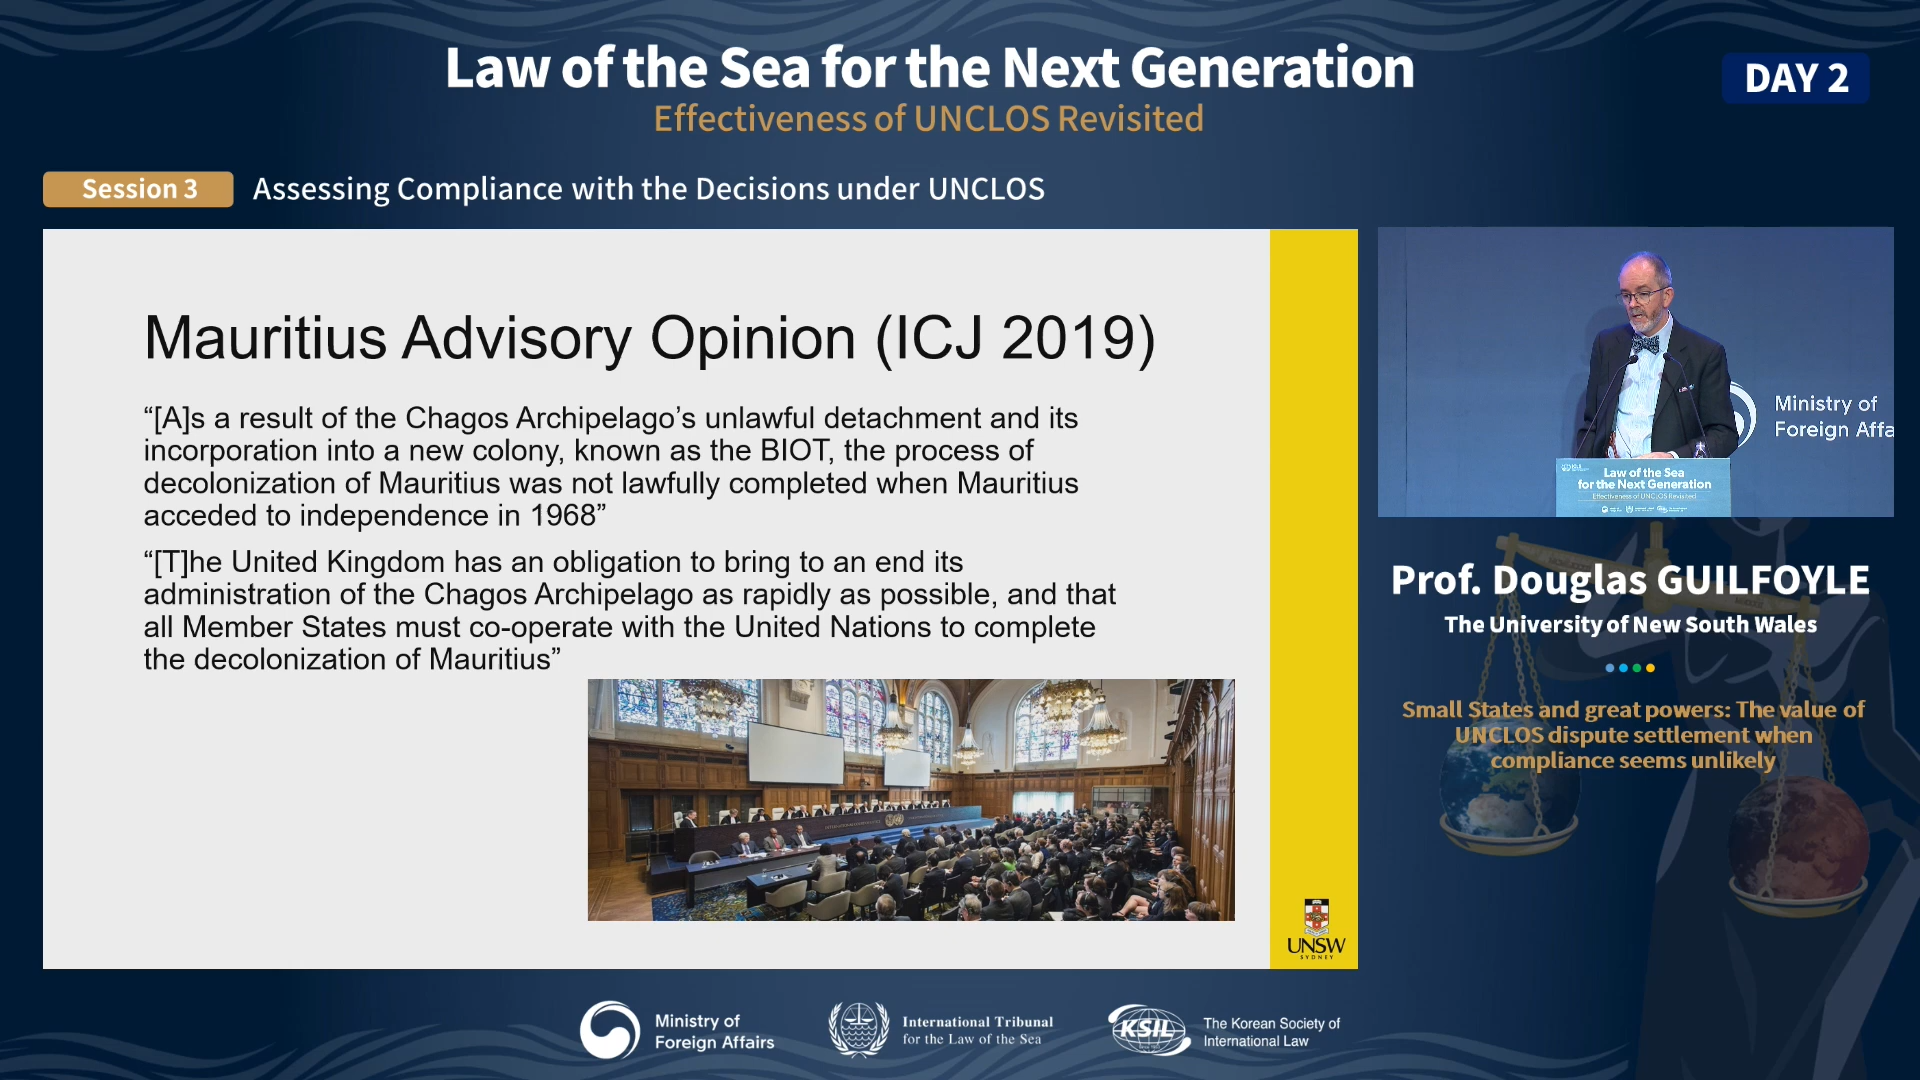 Law of the Sea for the Next Generation
Effectiveness of UNCLOS Revisited
DAY 2
Session 3
Assessing Compliance with the Decisions under UNCLOS
Mauritius Advisory Opinion (ICJ 2019)
“[A]s a result of the Chagos Archipelago’s unlawful detachment and its
incorporation into a new colony, known as the BIOT, the process of
decolonization of Mauritius was not lawfully completed when Mauritius
acceded to independence in 1968”
“[T]he United Kingdom has an obligation to bring to an end its
administration of the Chagos Archipelago as rapidly as possible, and that
all Member States must co-operate with the United Nations to complete
the decolonization of Mauritius”
UNSW
SYDNEY
Ministry of
Foreign Affa
Law of the Sea
for the Next Generation
Effectiveness of UNCLOS Revisited
Prof. Douglas GUILFOYLE
The University of New South Wales
Small States and great powers: The value of
UNCLOS dispute settlement when
compliance seems unlikely
Ministry of
Foreign Affairs
International Tribunal
for the Law of the Sea
KSIL
The Korean Society of
International Law